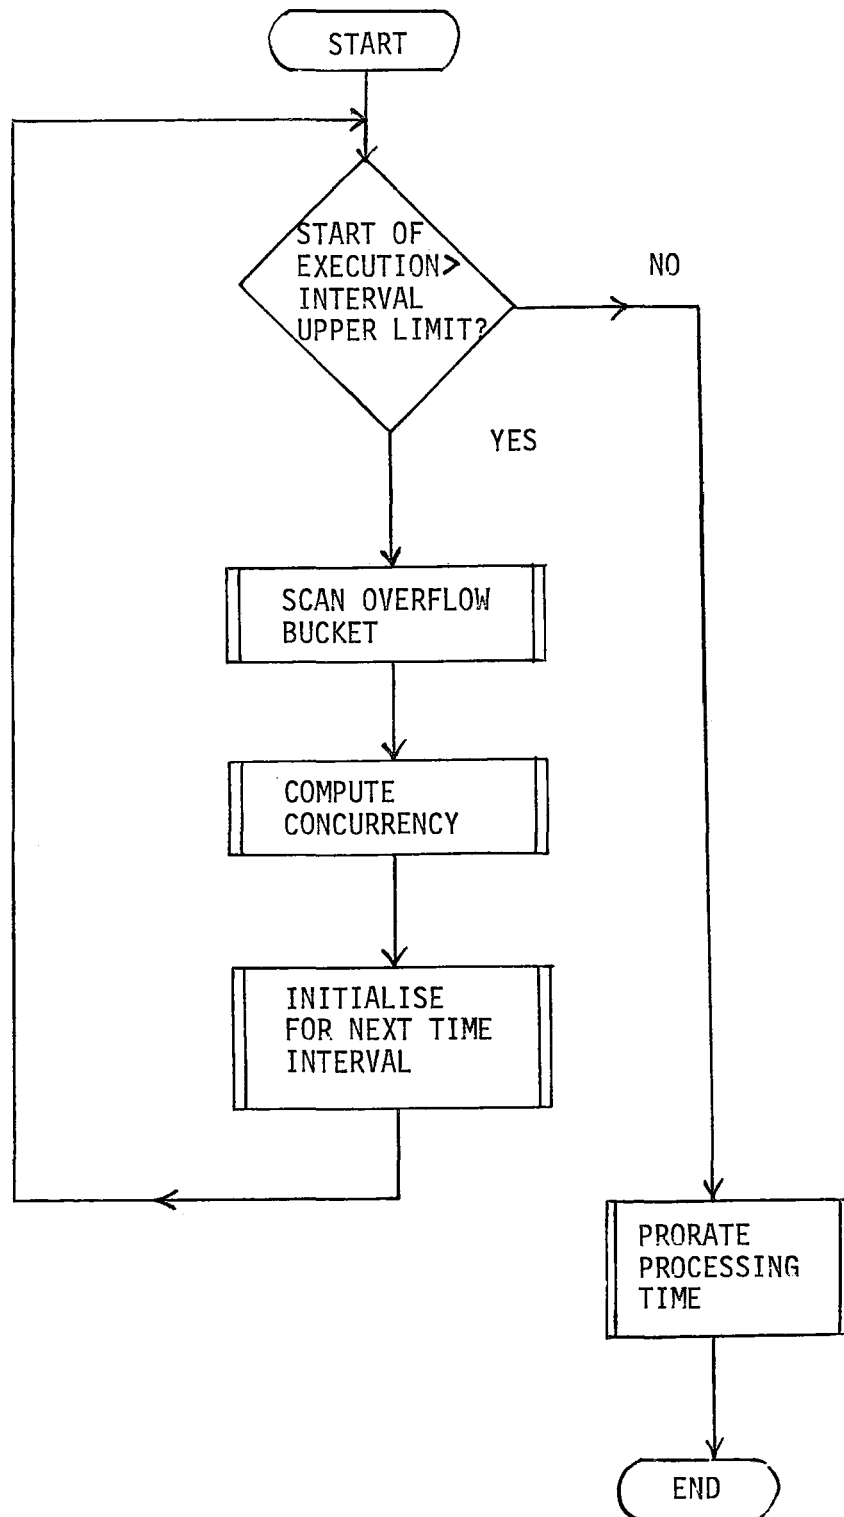 START
START OF
EXECUTION>
INTERVAL
UPPER LIMIT?
NO
YES
SCAN OVERFLOW
BUCKET
COMPUTE
CONCURRENCY
INITIALISE
FOR NEXT TIME
INTERVAL
PRORATE
PROCESSING
TIME
END